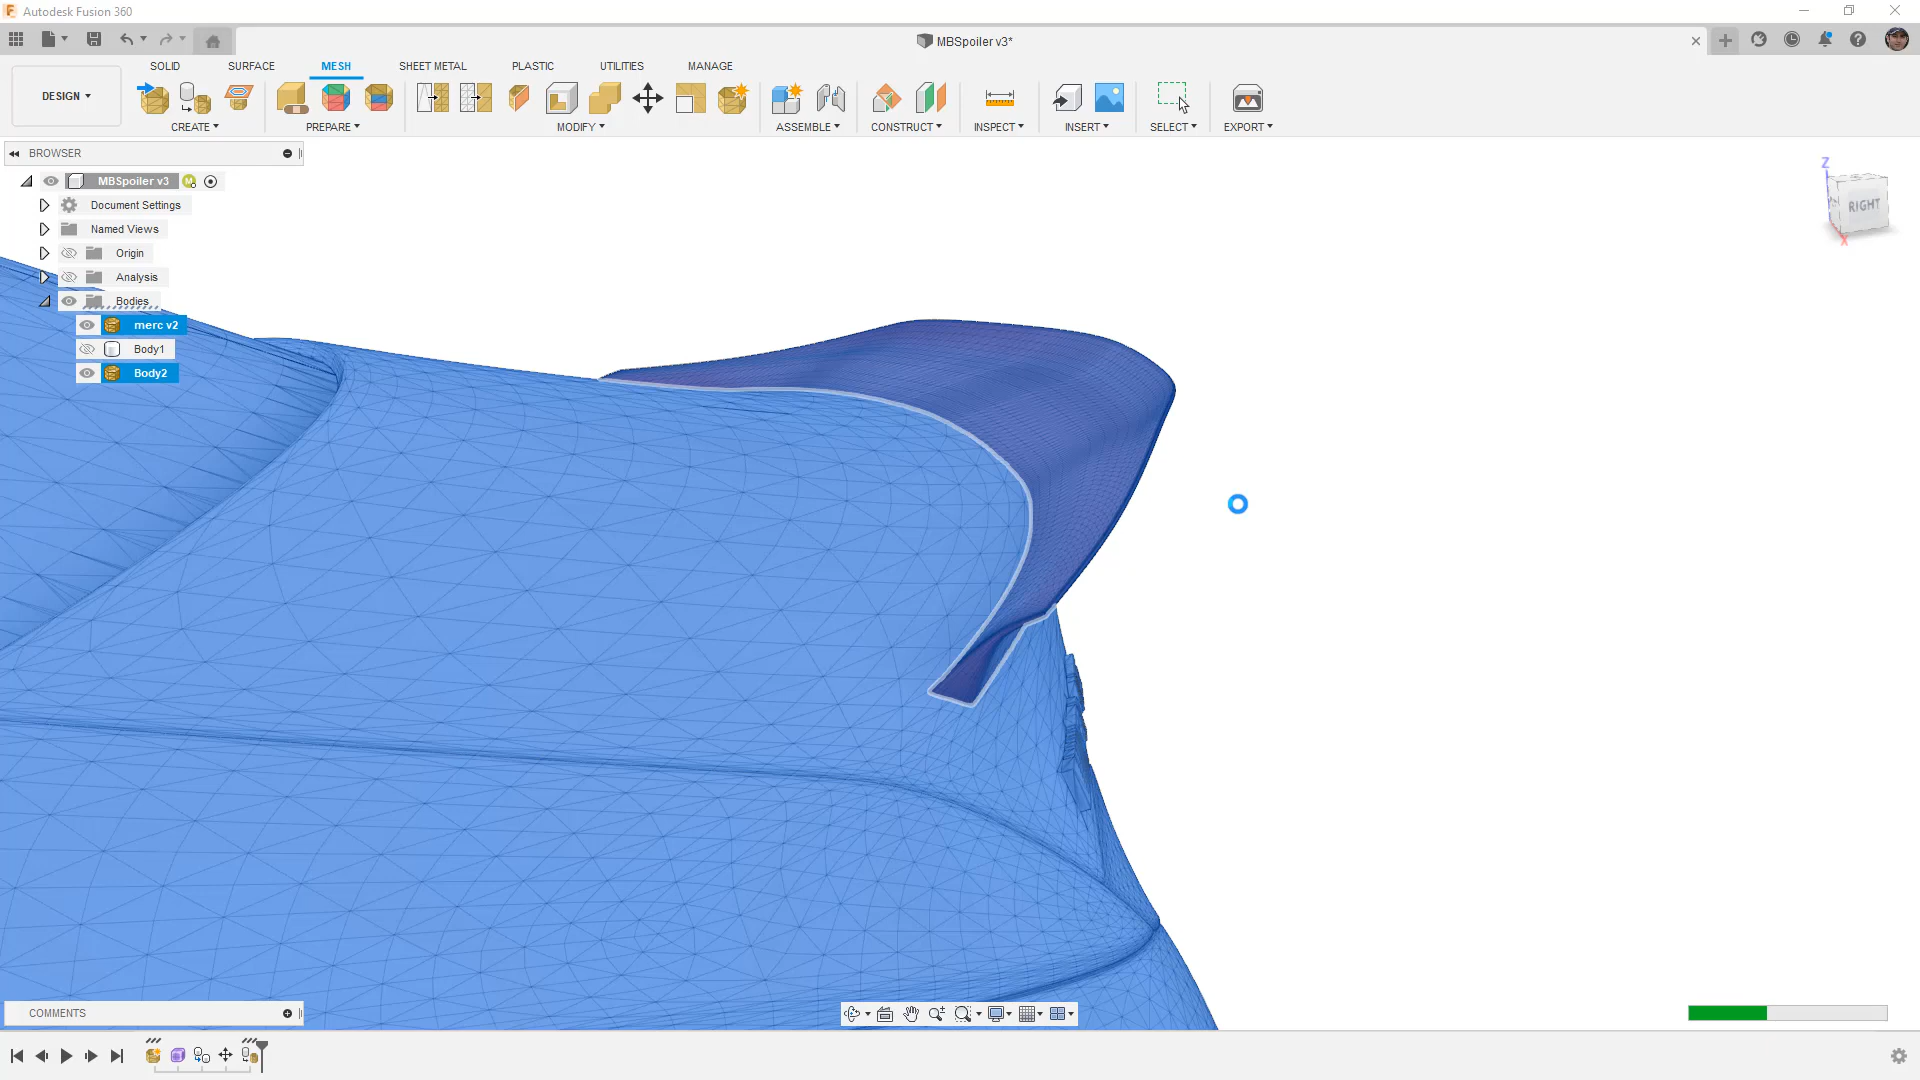 Autodesk Fusion 360
MBSpoiler v3*
DESIGN
SOLID SURFACE MESH SHEET METAL PLASTIC UTILITIES MANAGE
CREATE PREPARE MODIFY ASSEMBLE CONSTRUCT INSPECT INSERT SELECT EXPORT
BROWSER
MBSpoiler v3
Document Settings
Named Views
Origin
Analysis
Bodies
merc v2
Body1
Body2
Z
RIGHT
X
COMMENTS